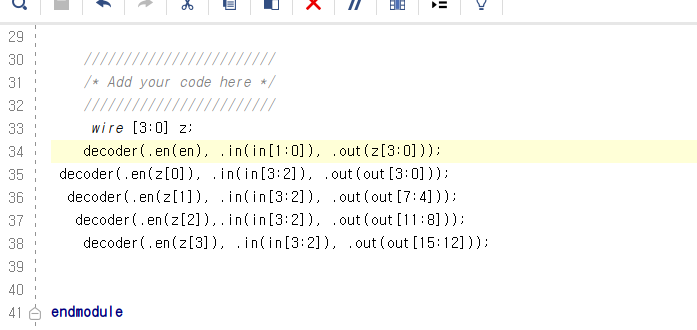 29
30 ////////////////////////
31 /* Add your code here */
32 ////////////////////////
33 wire [3:0] z;
34 decoder(.en(en), .in(in[1:0]), .out(z[3:0]));
35 decoder(.en(z[0]), .in(in[3:2]), .out(out[3:0]));
36 decoder(.en(z[1]), .in(in[3:2]), .out(out[7:4]));
37 decoder(.en(z[2]),.in(in[3:2]), .out(out[11:8]));
38 decoder(.en(z[3]), .in(in[3:2]), .out(out[15:12]));
39
40
41 endmodule